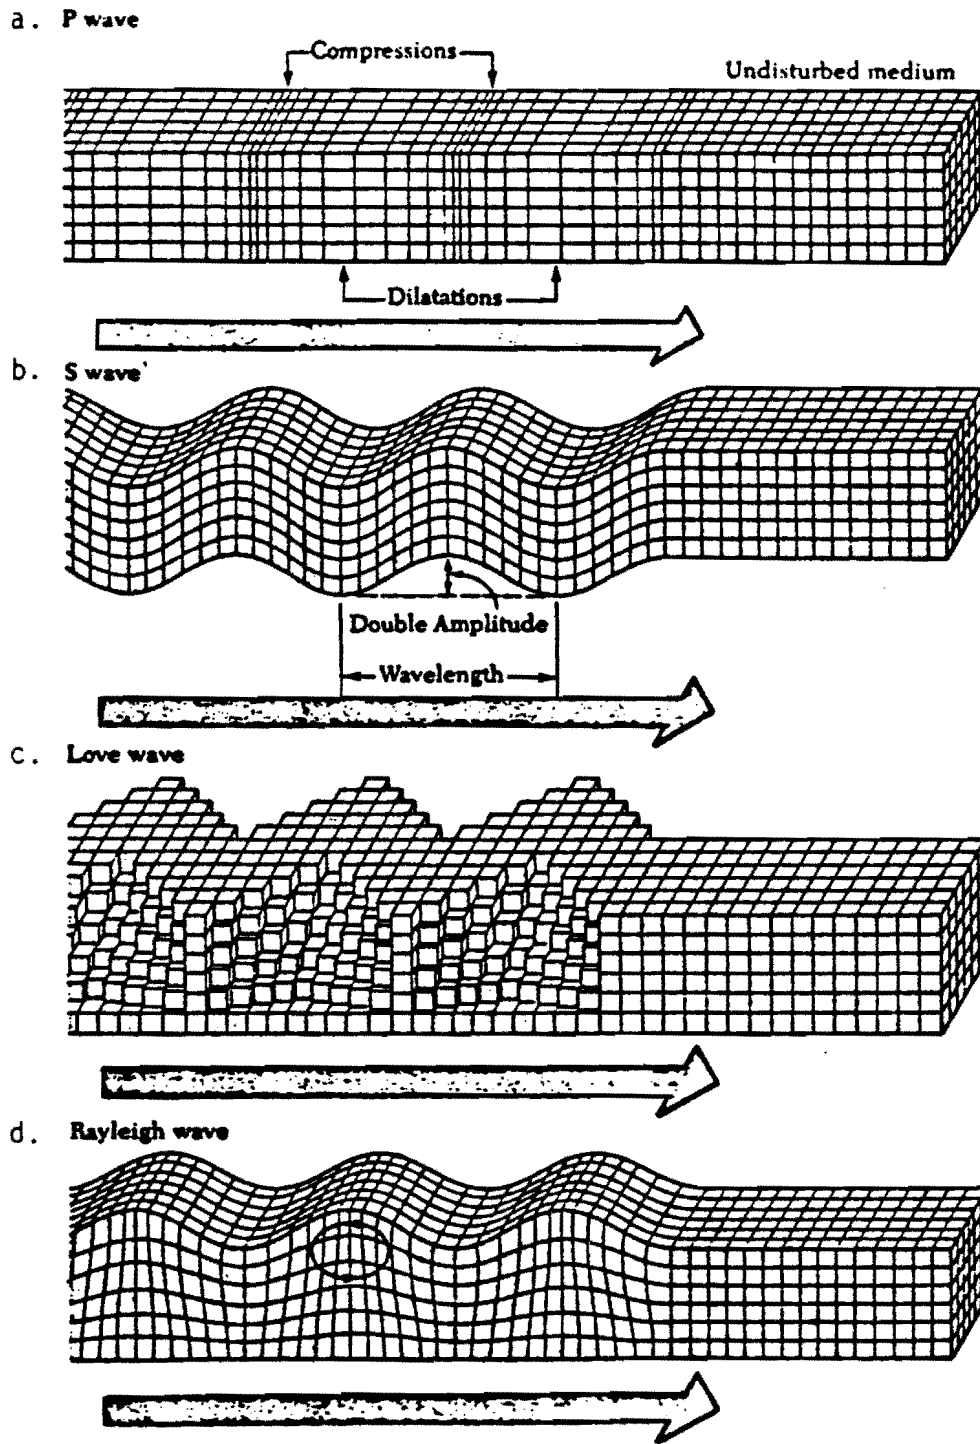 a. P wave
Compressions
Undisturbed medium
Dilatations
b. S wave
Double Amplitude
Wavelength
c. Love wave
d. Rayleigh wave